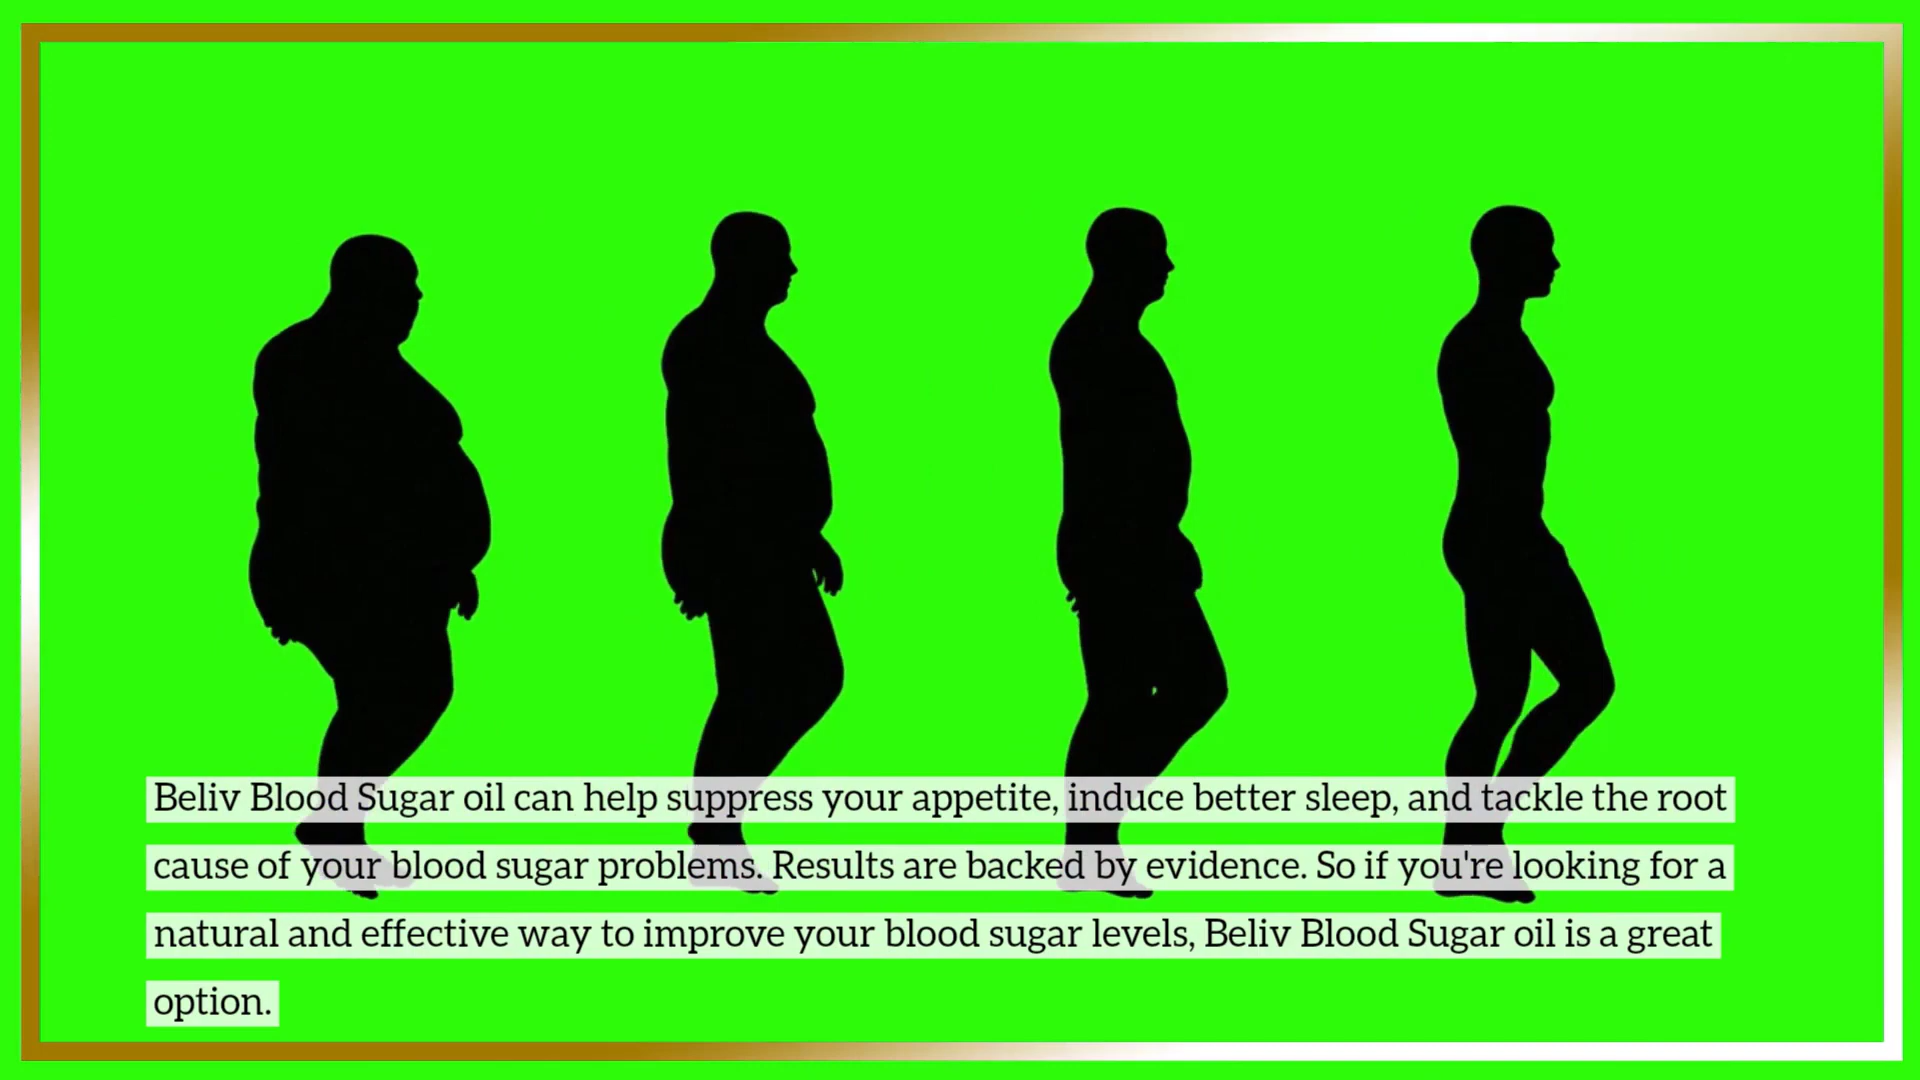 Beliv Blood Sugar oil can help suppress your appetite, induce better sleep, and tackle the root
cause of your blood sugar problems. Results are backed by evidence. So if you're looking for a
natural and effective way to improve your blood sugar levels, Beliv Blood Sugar oil is a great
option.